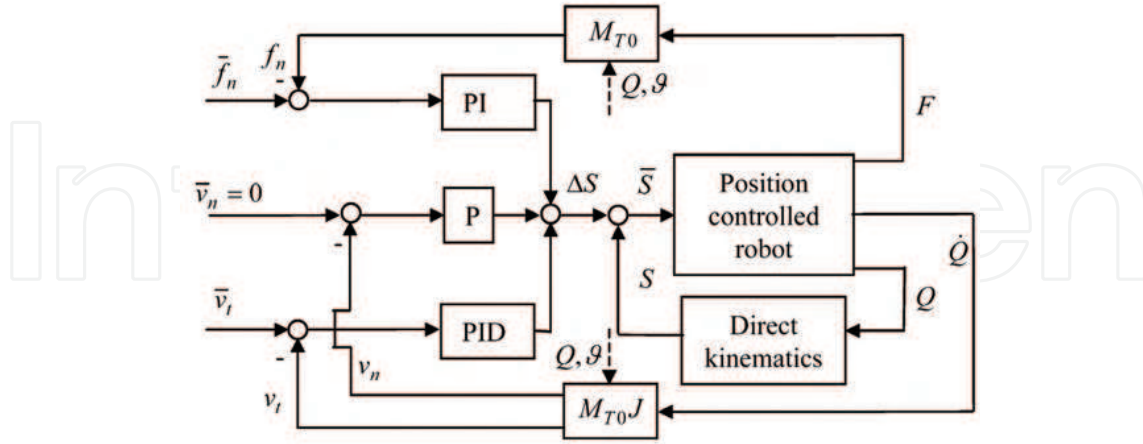 M_{T0}
f_n
\bar{f}_n
-
Q, ϑ
PI
F
\bar{v}_n = 0
P
ΔS
\bar{S}
Position
controlled
robot
-
\dot{Q}
S
Q
\bar{v}_t
PID
Direct
kinematics
-
v_n
Q, ϑ
v_t
M_{T0}J